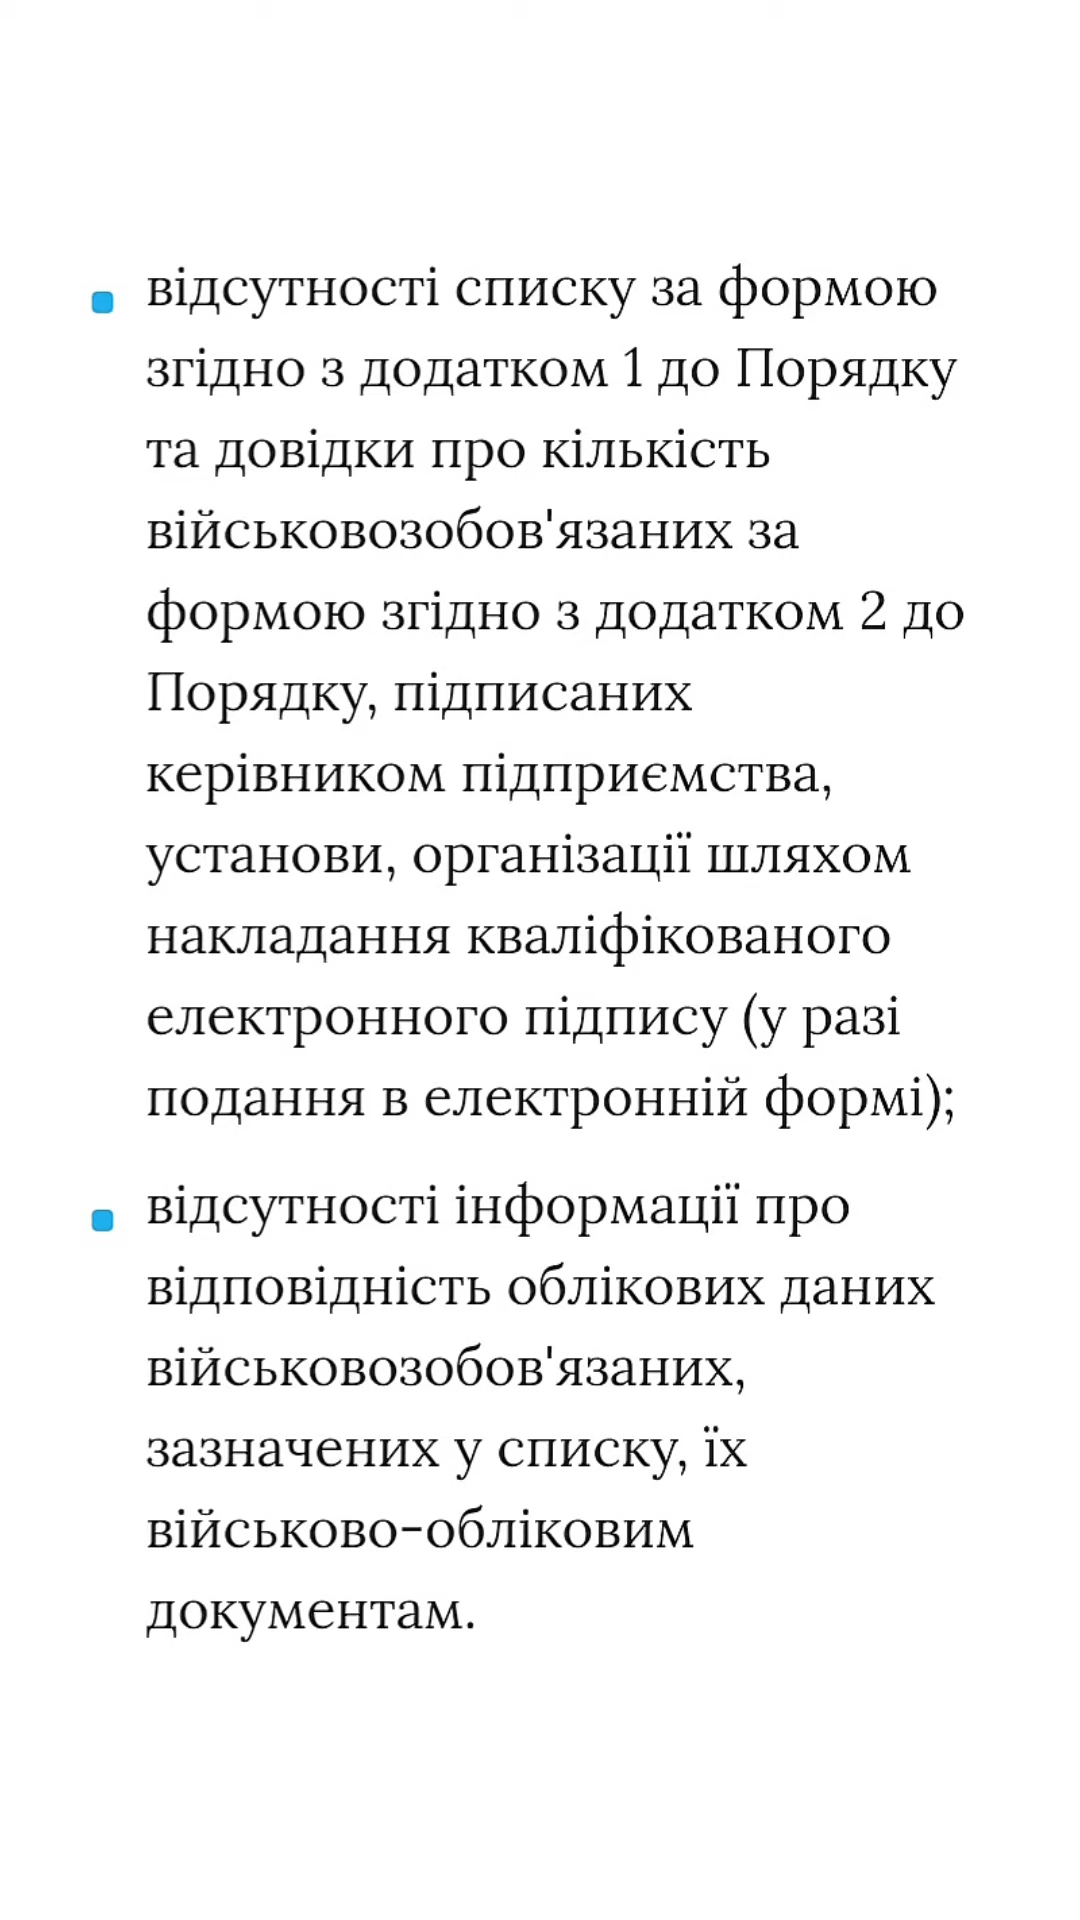 відсутності списку за формою
згідно з додатком 1 до Порядку
та довідки про кількість
військовозобов'язаних за
формою згідно з додатком 2 до
Порядку, підписаних
керівником підприємства,
установи, організації шляхом
накладання кваліфікованого
електронного підпису (у разі
подання в електронній формі);
відсутності інформації про
відповідність облікових даних
військовозобов'язаних,
зазначених у списку, їх
військово-обліковим
документам.